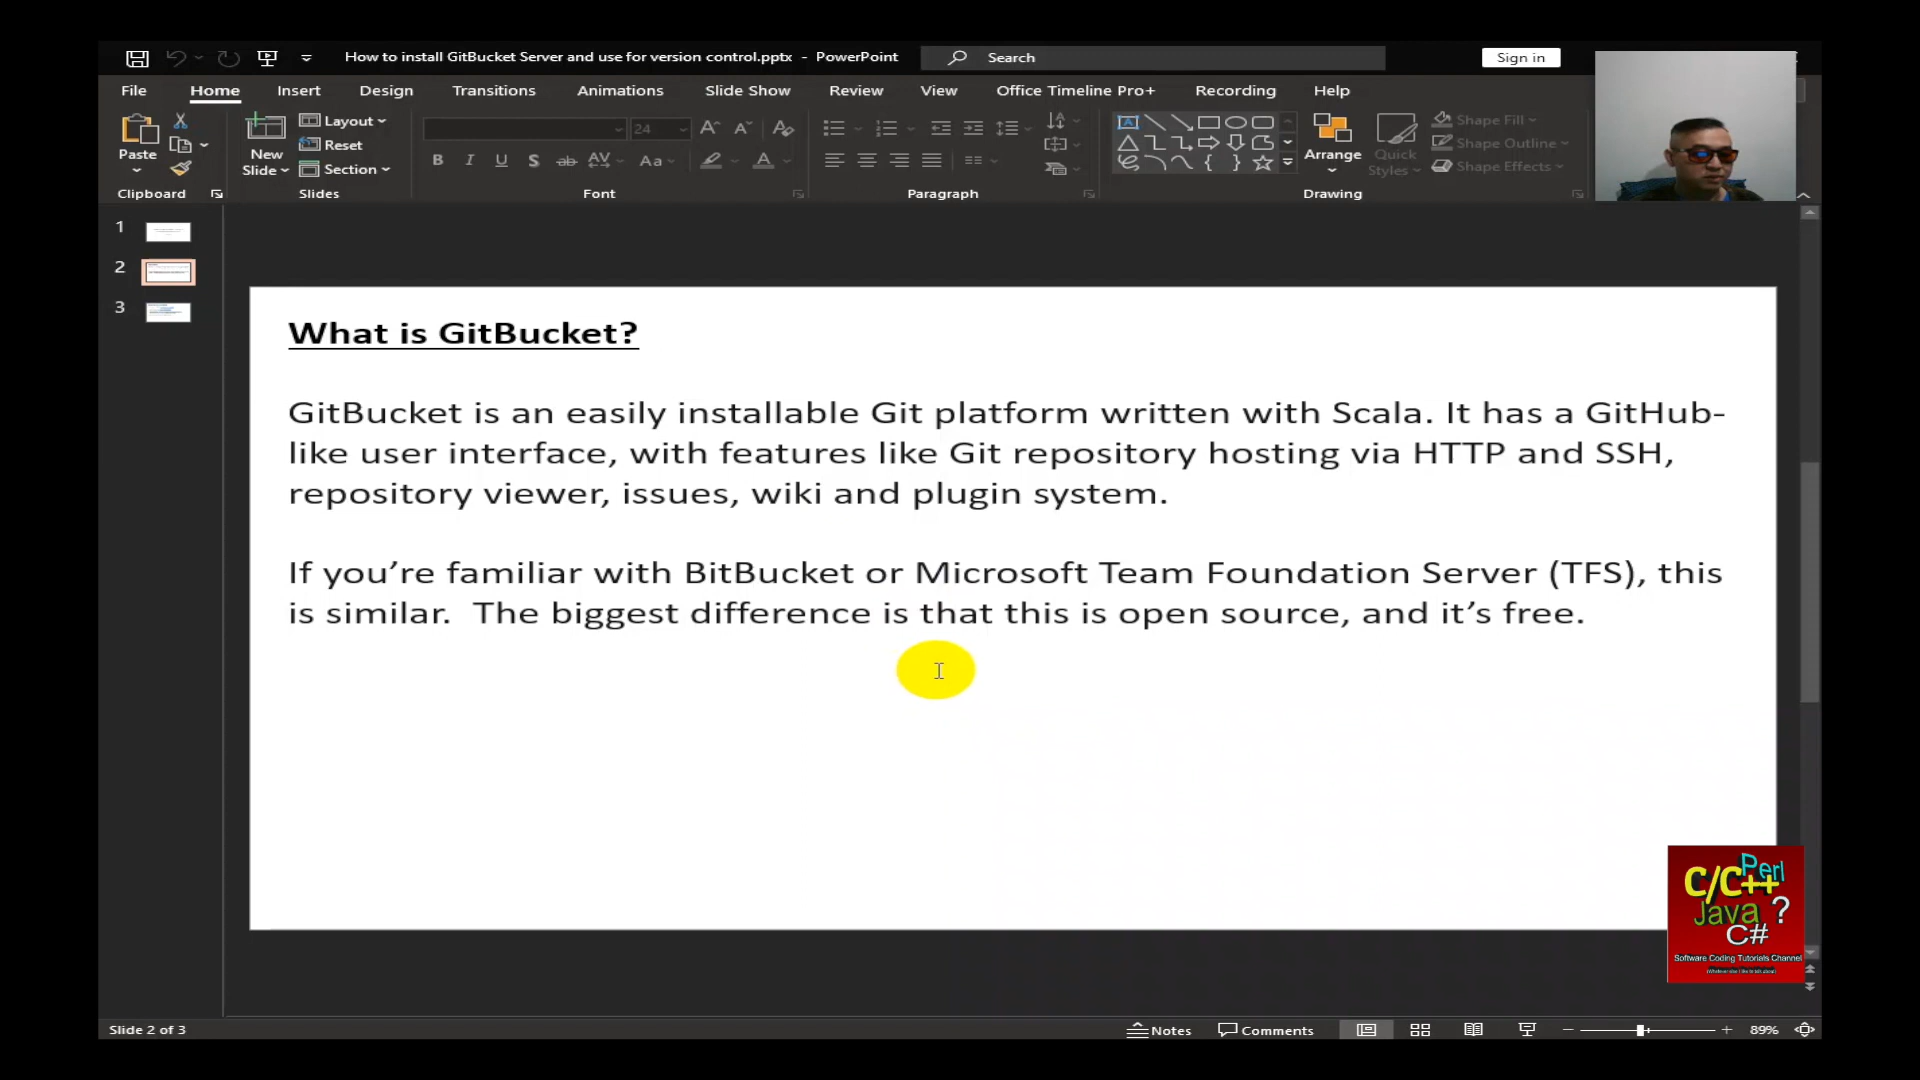 How to install GitBucket Server and use for version control.pptx - PowerPoint
Search
Sign in
File Home Insert Design Transitions Animations Slide Show Review View Office Timeline Pro+ Recording Help
Paste
Clipboard
New Slide
Layout
Reset
Section
Slides
24
B I U S ab AV Aa A
Font
Paragraph
Arrange
Quick Styles
Shape Fill
Shape Outline
Shape Effects
Drawing
1
2
3
What is GitBucket?
GitBucket is an easily installable Git platform written with Scala. It has a GitHub-
like user interface, with features like Git repository hosting via HTTP and SSH,
repository viewer, issues, wiki and plugin system.
If you’re familiar with BitBucket or Microsoft Team Foundation Server (TFS), this
is similar.  The biggest difference is that this is open source, and it’s free.
C/C++
Perl
Java ?
C#
Software Coding Tutorials Channel
Slide 2 of 3
Notes
Comments
89%